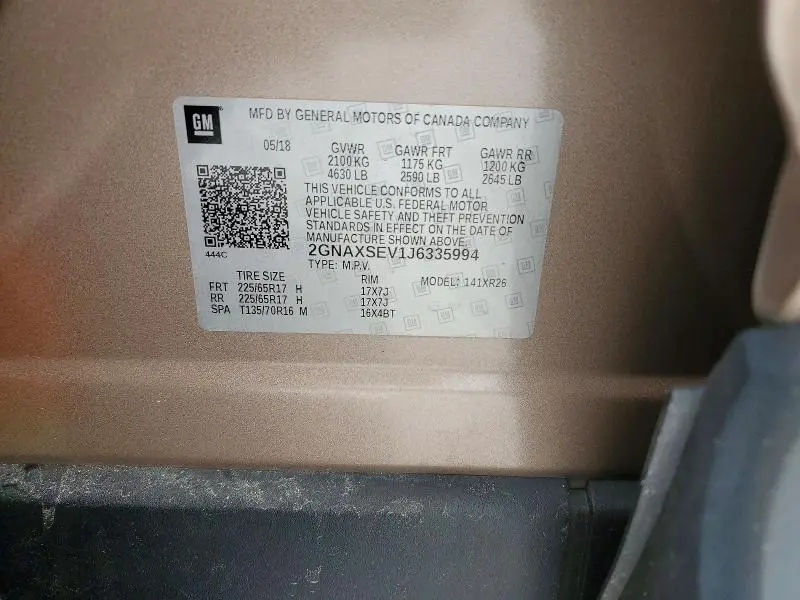 GM
MFD BY GENERAL MOTORS OF CANADA COMPANY
05/18 GVWR GAWR FRT GAWR RR
2100 KG 1175 KG 1200 KG
4630 LB 2590 LB 2645 LB
THIS VEHICLE CONFORMS TO ALL
APPLICABLE U.S. FEDERAL MOTOR
VEHICLE SAFETY AND THEFT PREVENTION
STANDARDS IN EFFECT ON THE DATE OF
MANUFACTURE SHOWN ABOVE.
444C
2GNAXSEV1J6335994
TYPE: M.P.V. MODEL: 141XR26
TIRE SIZE RIM
FRT 225/65R17 H 17X7J
RR 225/65R17 H 17X7J
SPA T135/70R16 M 16X4BT